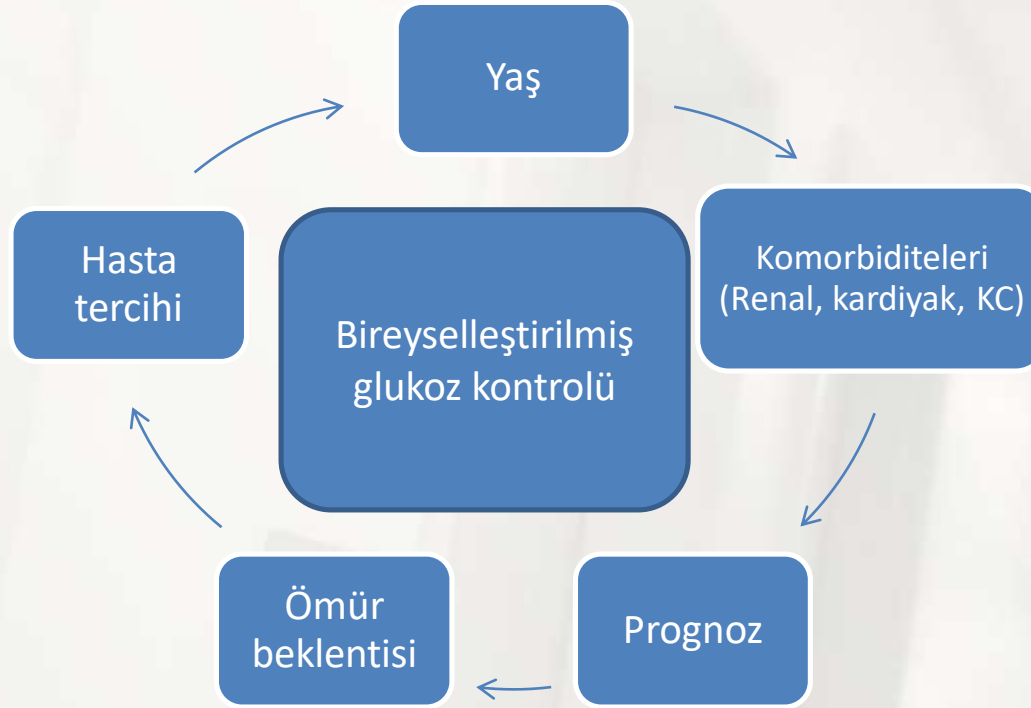 Yaş
Komorbiditeleri
(Renal, kardiyak, KC)
Prognoz
Ömür
beklentisi
Hasta
tercihi
Bireyselleştirilmiş
glukoz kontrolü